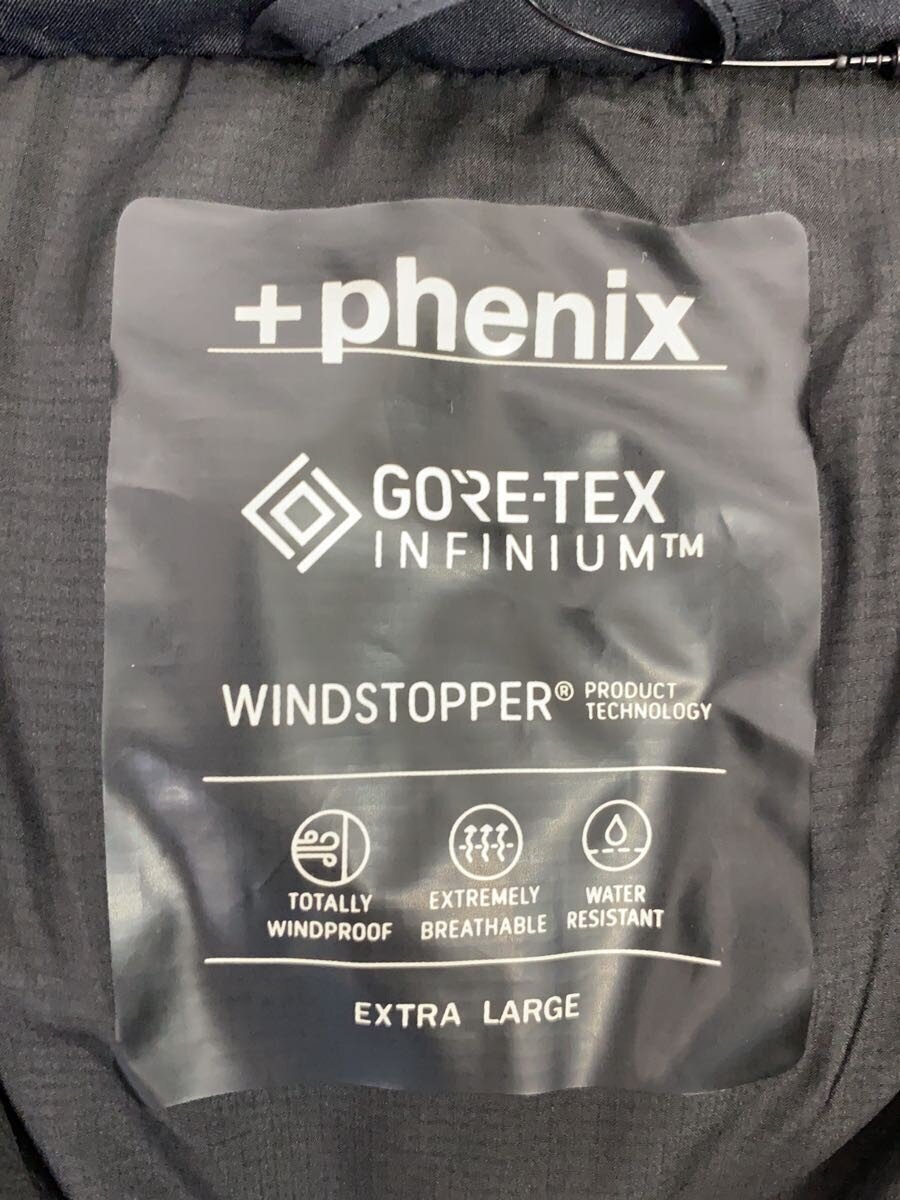 +phenix
GORE-TEX
INFINIUM™
WINDSTOPPER® PRODUCT
TECHNOLOGY
TOTALLY
WINDPROOF
EXTREMELY
BREATHABLE
WATER
RESISTANT
EXTRA LARGE